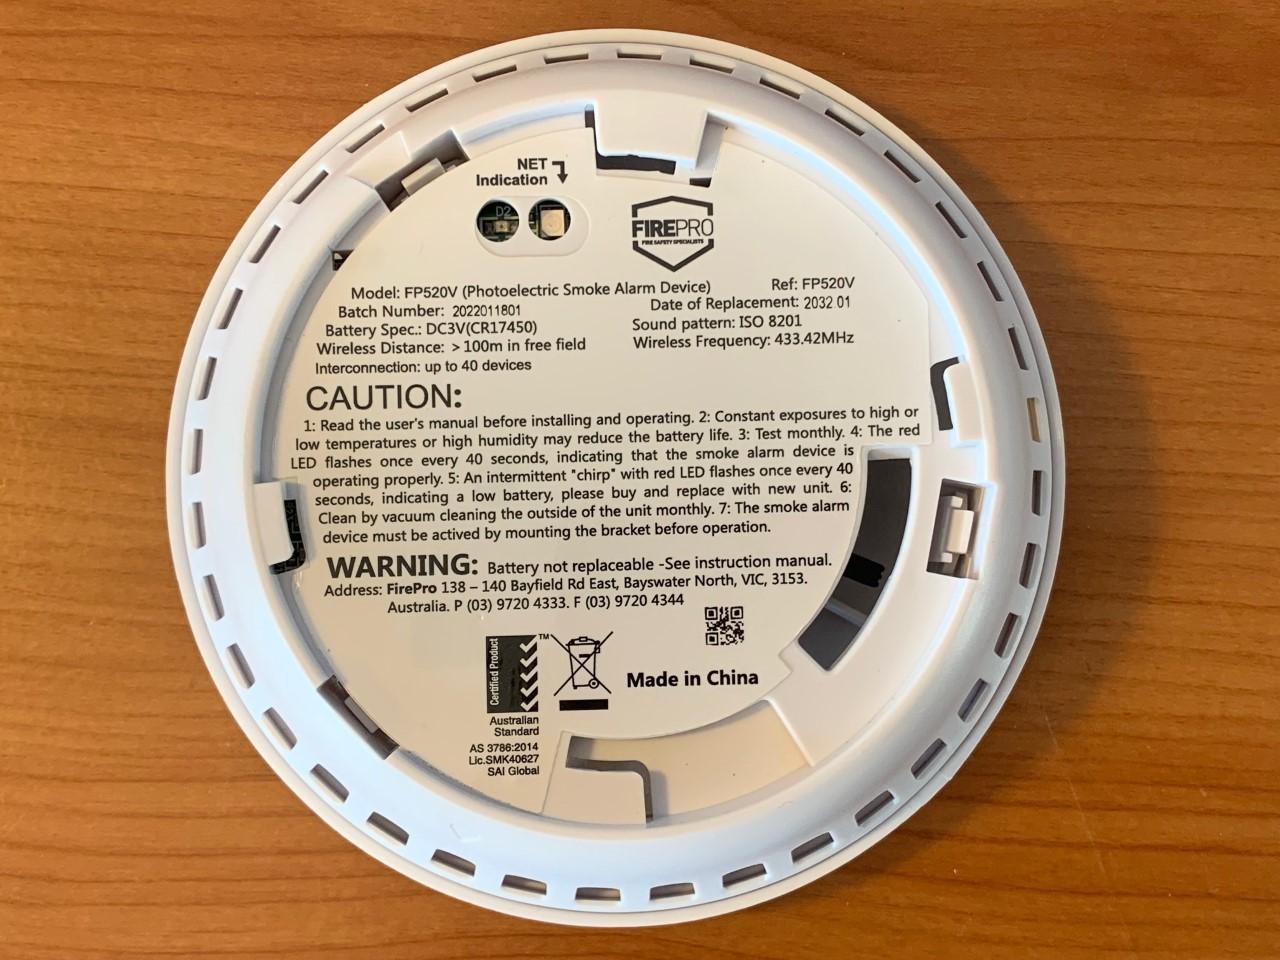 NET
Indication
D2
FIREPRO
FIRE SAFETY SPECIALISTS
Model: FP520V (Photoelectric Smoke Alarm Device) Ref: FP520V
Batch Number: 2022011801 Date of Replacement: 2032 01
Battery Spec.: DC3V(CR17450) Sound pattern: ISO 8201
Wireless Distance: > 100m in free field Wireless Frequency: 433.42MHz
Interconnection: up to 40 devices
CAUTION:
1: Read the user's manual before installing and operating. 2: Constant exposures to high or
low temperatures or high humidity may reduce the battery life. 3: Test monthly. 4: The red
LED flashes once every 40 seconds, indicating that the smoke alarm device is
operating properly. 5: An intermittent "chirp" with red LED flashes once every 40
seconds, indicating a low battery, please buy and replace with new unit. 6:
Clean by vacuum cleaning the outside of the unit monthly. 7: The smoke alarm
device must be actived by mounting the bracket before operation.
WARNING: Battery not replaceable -See instruction manual.
Address: FirePro 138 – 140 Bayfield Rd East, Bayswater North, VIC, 3153.
Australia. P (03) 9720 4333. F (03) 9720 4344
Certified Product
TM
Made in China
Australian
Standard
AS 3786:2014
Lic.SMK40627
SAI Global